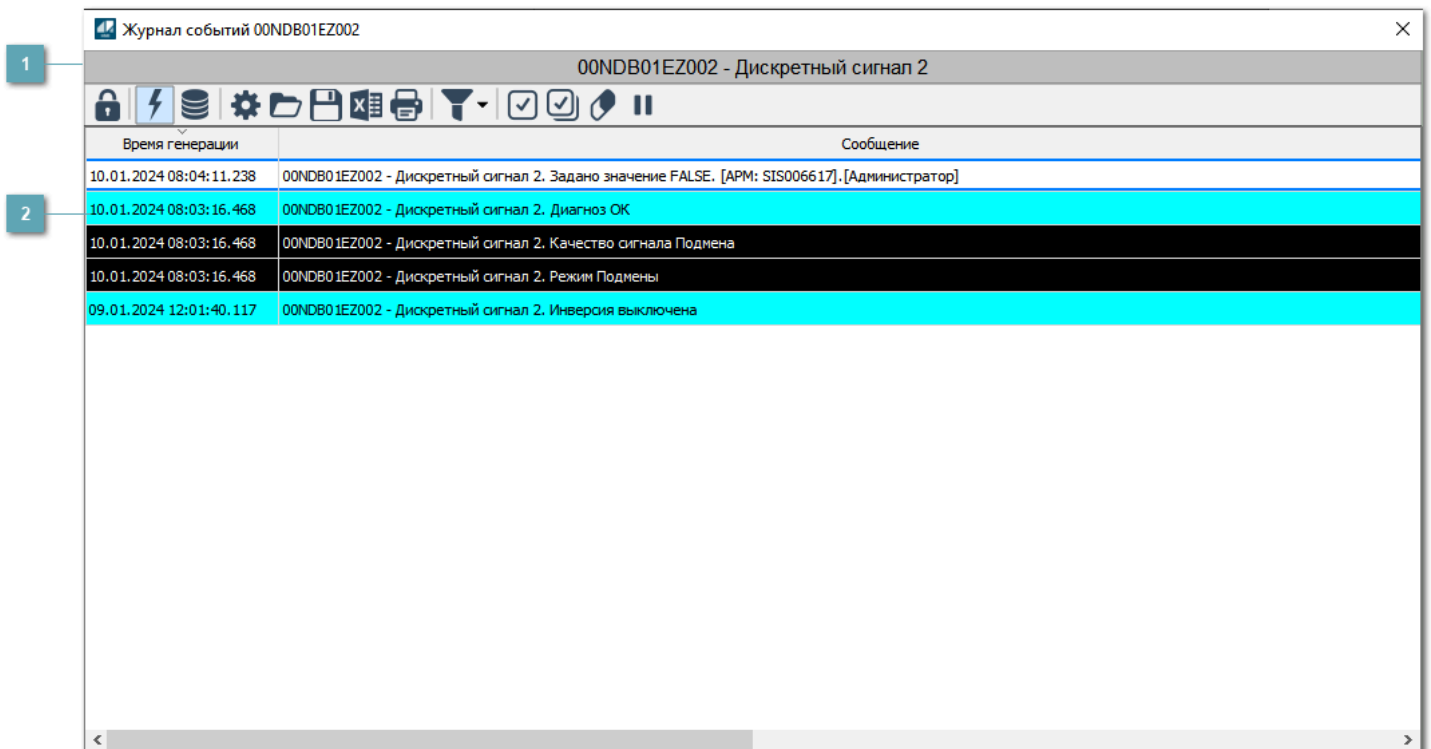 Журнал событий 00NDB01EZ002
1
00NDB01EZ002 - Дискретный сигнал 2
Время генерации Сообщение
10.01.2024 08:04:11.238 00NDB01EZ002 - Дискретный сигнал 2. Задано значение FALSE. [АРМ: SIS006617].[Администратор]
2
10.01.2024 08:03:16.468 00NDB01EZ002 - Дискретный сигнал 2. Диагноз ОК
10.01.2024 08:03:16.468 00NDB01EZ002 - Дискретный сигнал 2. Качество сигнала Подмена
10.01.2024 08:03:16.468 00NDB01EZ002 - Дискретный сигнал 2. Режим Подмены
09.01.2024 12:01:40.117 00NDB01EZ002 - Дискретный сигнал 2. Инверсия выключена